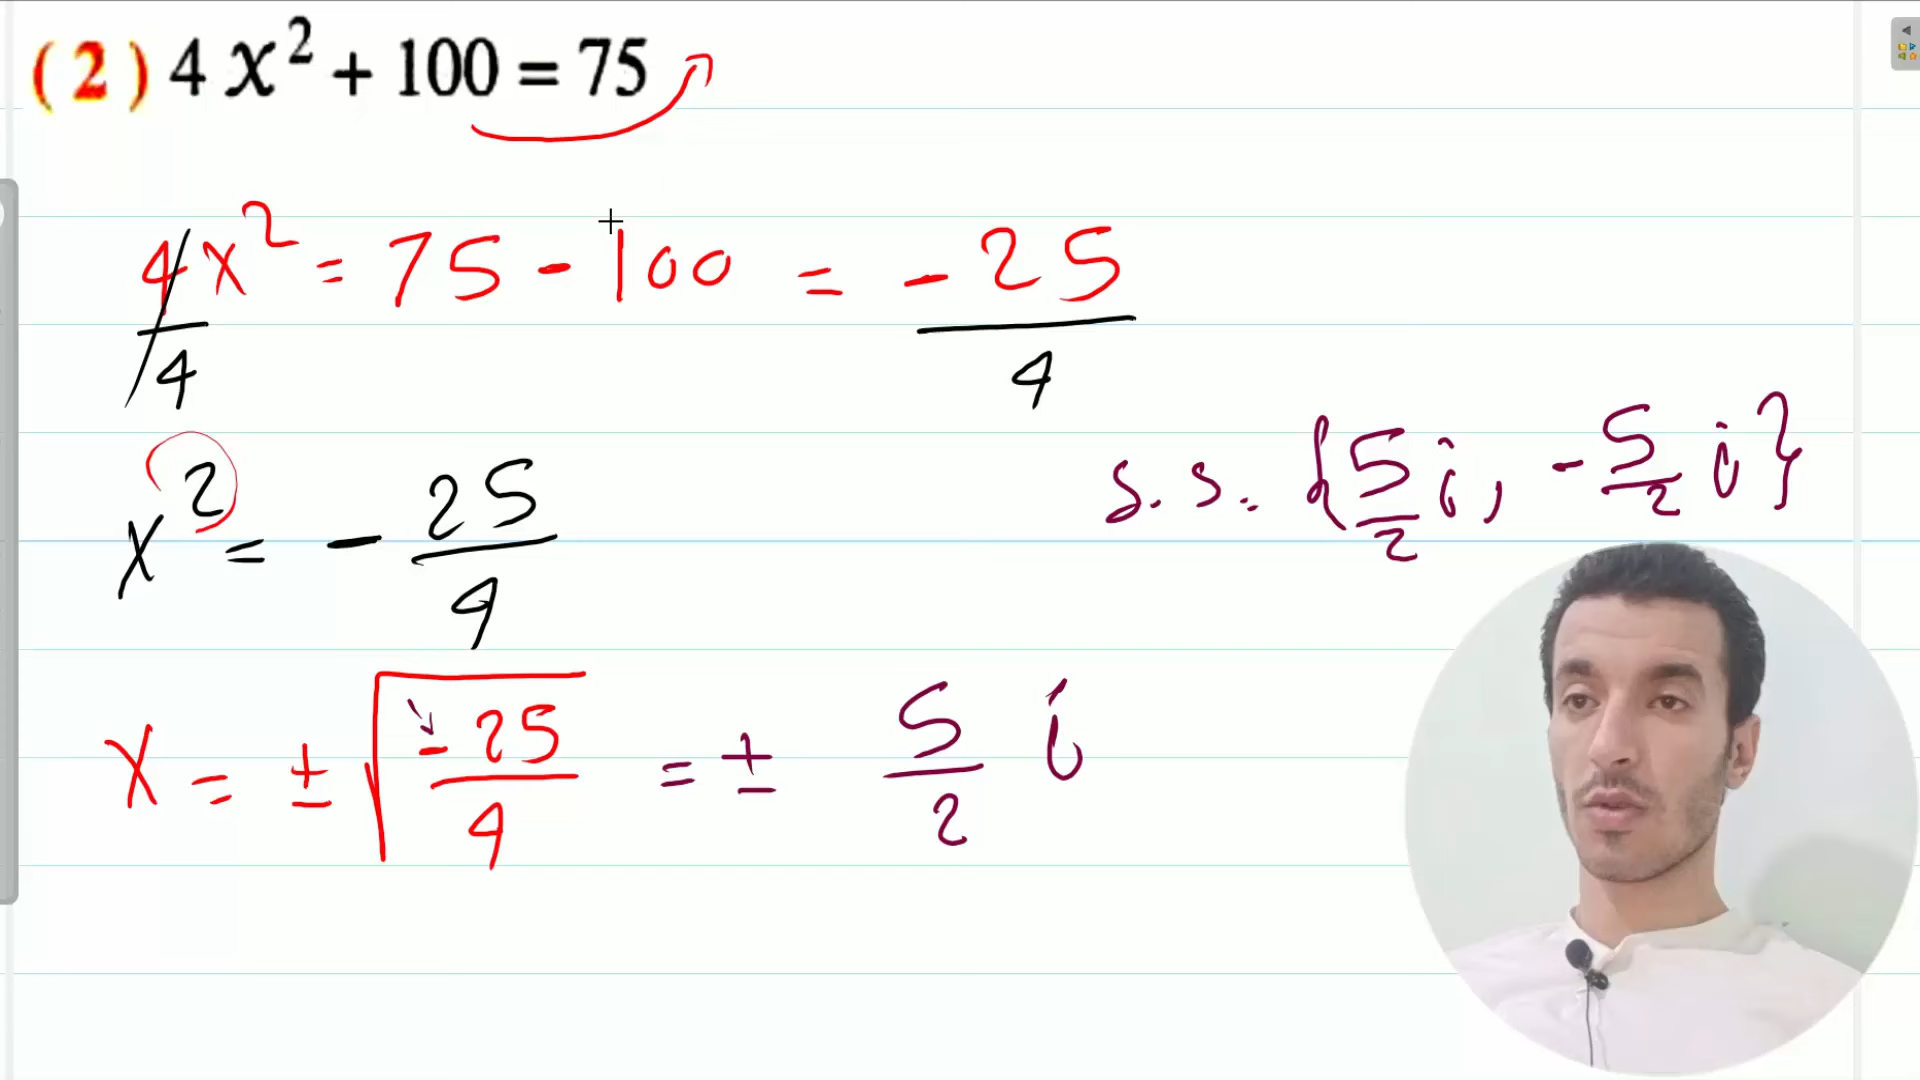 (2) 4x² + 100 = 75
4x²/4 = 75 - 100 = -25/4
x² = -25/4
s.s. {5/2 i, -5/2 i}
x = ± √(-25/4) = ± 5/2 i